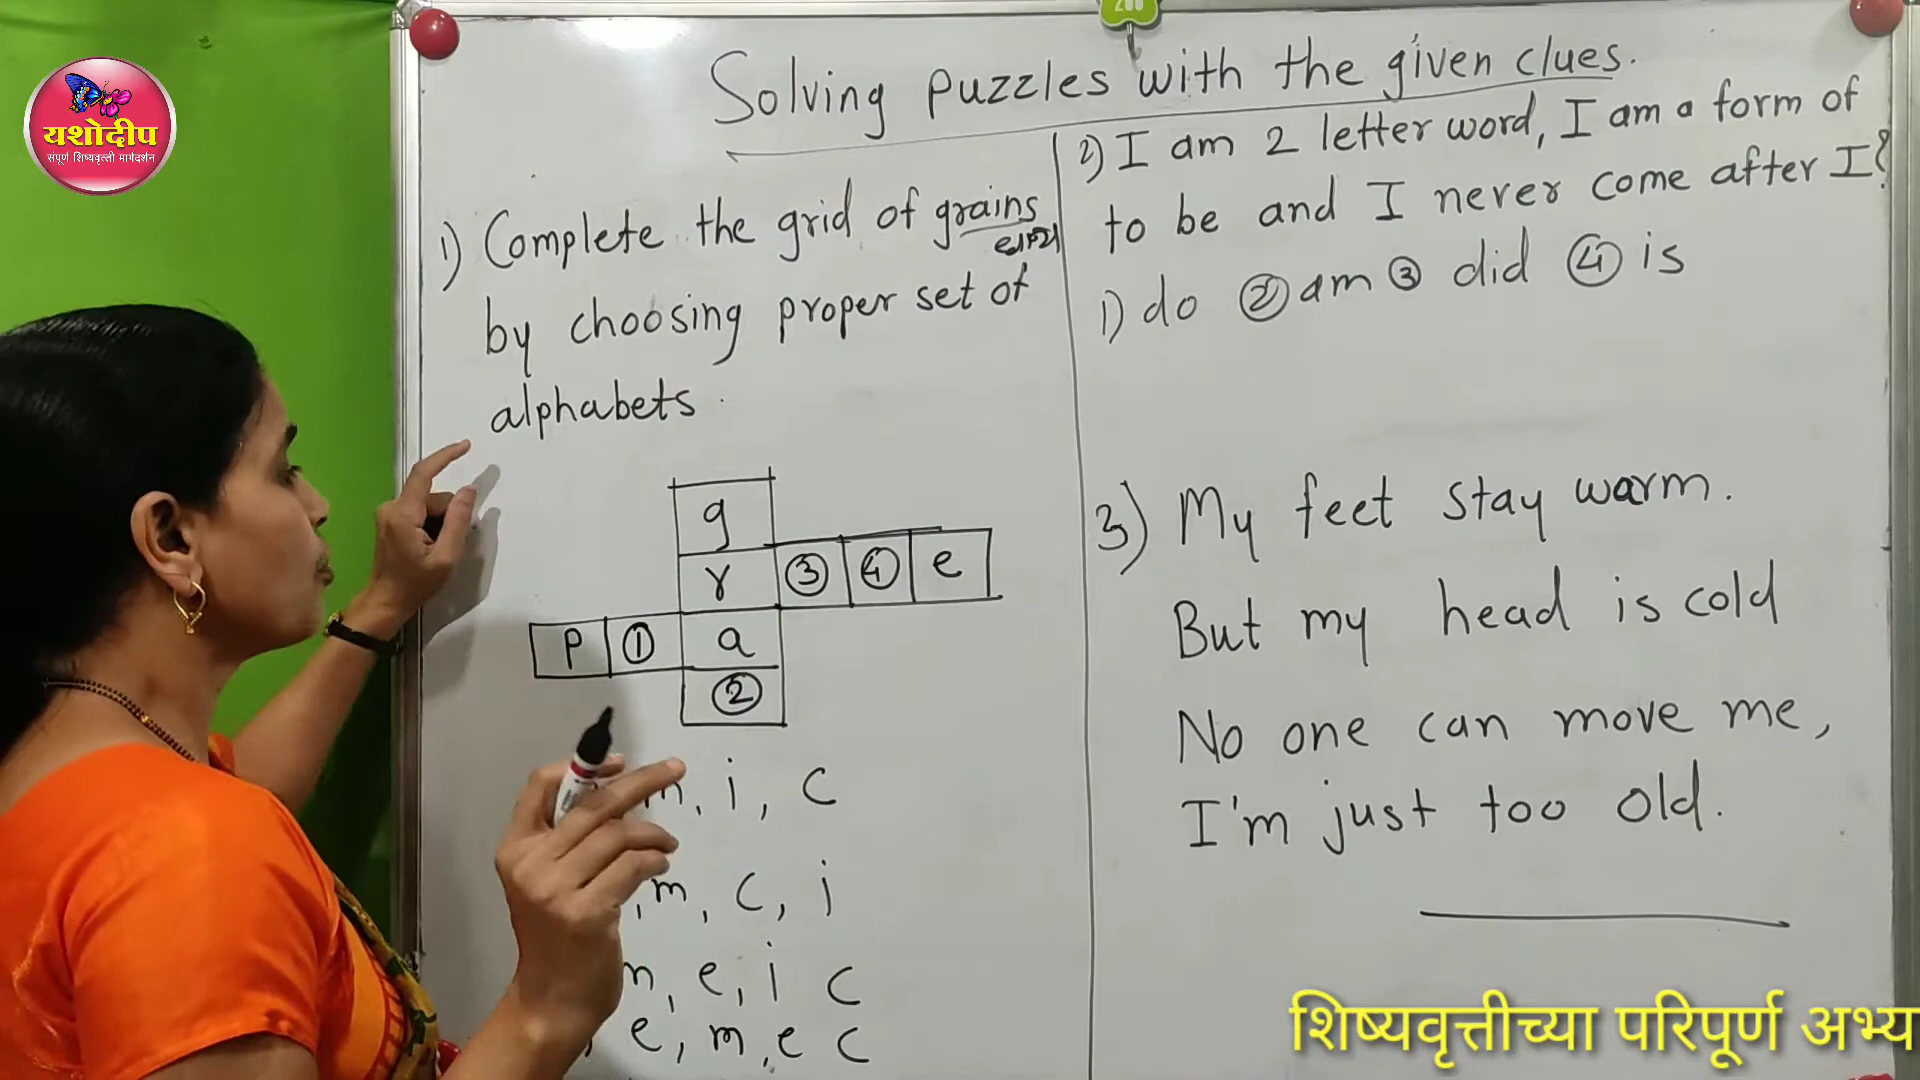 यशोदीप
संपूर्ण शिष्यवृत्ती मार्गदर्शन
Solving puzzles with the given clues.
1) Complete the grid of grains
धान्य
by choosing proper set of
alphabets.
g
r ③ ④ e
p ① a
②
m, i, c
, m, c, i
n, e, i c
, e, m, e c
2) I am 2 letter word, I am a form of
to be and I never come after I?
1) do ② am ③ did ④ is
3) My feet stay warm.
But my head is cold
No one can move me,
I'm just too old.
शिष्यवृत्तीच्या परिपूर्ण अभ्य